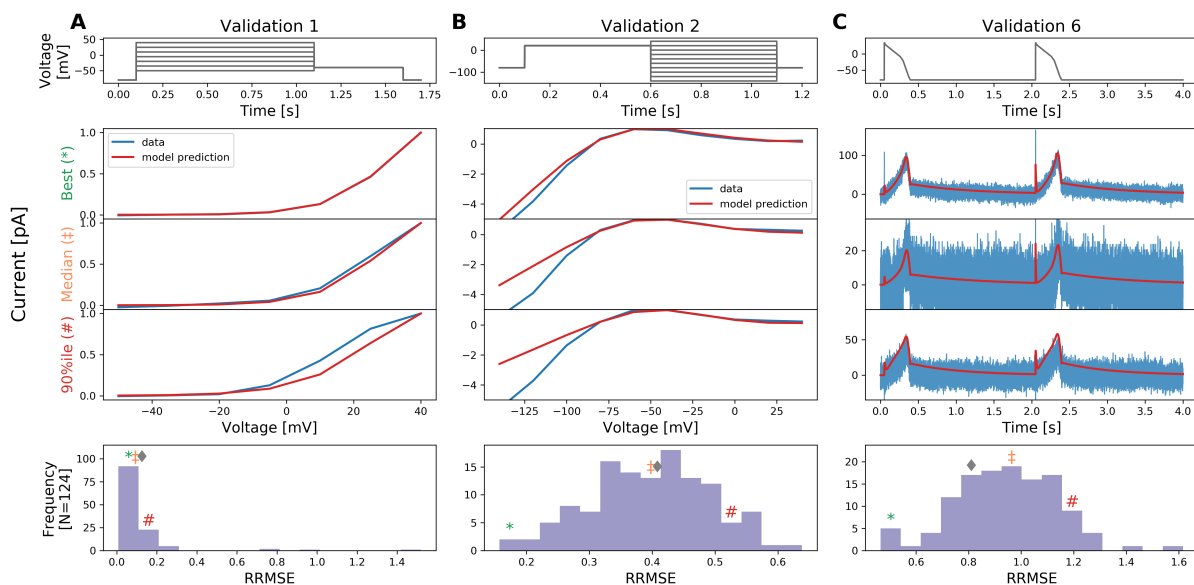 A Validation 1
B Validation 2
C Validation 6
Voltage
[mV]
50
0
−50
0.00 0.25 0.50 0.75 1.00 1.25 1.50 1.75
Time [s]
0
−100
0.0 0.2 0.4 0.6 0.8 1.0 1.2
Time [s]
0
−50
0.0 0.5 1.0 1.5 2.0 2.5 3.0 3.5 4.0
Time [s]
Current [pA]
Best (*)
1.0
0.5
0.0
data
model prediction
0
−2
−4
data
model prediction
100
0
Median (‡)
1.0
0.5
0.0
0
−2
−4
20
0
90%ile (#)
1.0
0.5
0.0
−40 −20 0 20 40
Voltage [mV]
0
−2
−4
−125 −100 −75 −50 −25 0 25
Voltage [mV]
50
0
0.0 0.5 1.0 1.5 2.0 2.5 3.0 3.5 4.0
Time [s]
Frequency
[N=124]
100
75
50
25
0
* ‡ ◆
#
0.0 0.2 0.4 0.6 0.8 1.0 1.2 1.4
RRMSE
15
10
5
0
* ‡ ◆ #
0.2 0.3 0.4 0.5 0.6
RRMSE
20
15
10
5
0
* ◆ ‡ #
0.6 0.8 1.0 1.2 1.4 1.6
RRMSE